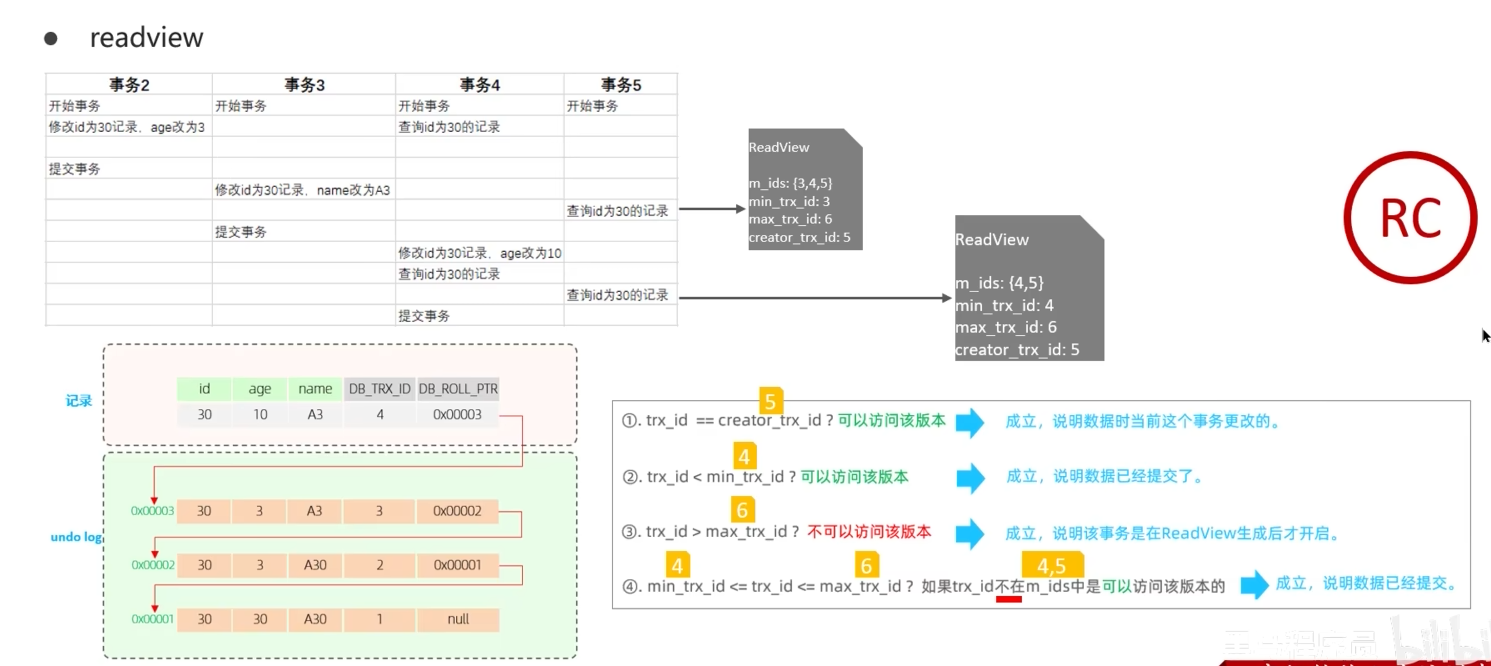 ● readview
事务2 事务3 事务4 事务5
开始事务 开始事务 开始事务 开始事务
修改id为30记录，age改为3 查询id为30的记录
提交事务
修改id为30记录，name改为A3
查询id为30的记录
提交事务
修改id为30记录，age改为10
查询id为30的记录
查询id为30的记录
提交事务
ReadView
m_ids: {3,4,5}
min_trx_id: 3
max_trx_id: 6
creator_trx_id: 5
ReadView
m_ids: {4,5}
min_trx_id: 4
max_trx_id: 6
creator_trx_id: 5
RC
记录
id age name DB_TRX_ID DB_ROLL_PTR
30 10 A3 4 0x00003
undo log
0x00003 30 3 A3 3 0x00002
0x00002 30 3 A30 2 0x00001
0x00001 30 30 A30 1 null
5
①. trx_id == creator_trx_id ? 可以访问该版本 成立，说明数据时当前这个事务更改的。
4
②. trx_id < min_trx_id ? 可以访问该版本 成立，说明数据已经提交了。
6
③. trx_id > max_trx_id ? 不可以访问该版本 成立，说明该事务是在ReadView生成后才开启。
4 6 4,5
④. min_trx_id <= trx_id <= max_trx_id ? 如果trx_id不在m_ids中是可以访问该版本的 成立，说明数据已经提交。
bilibili